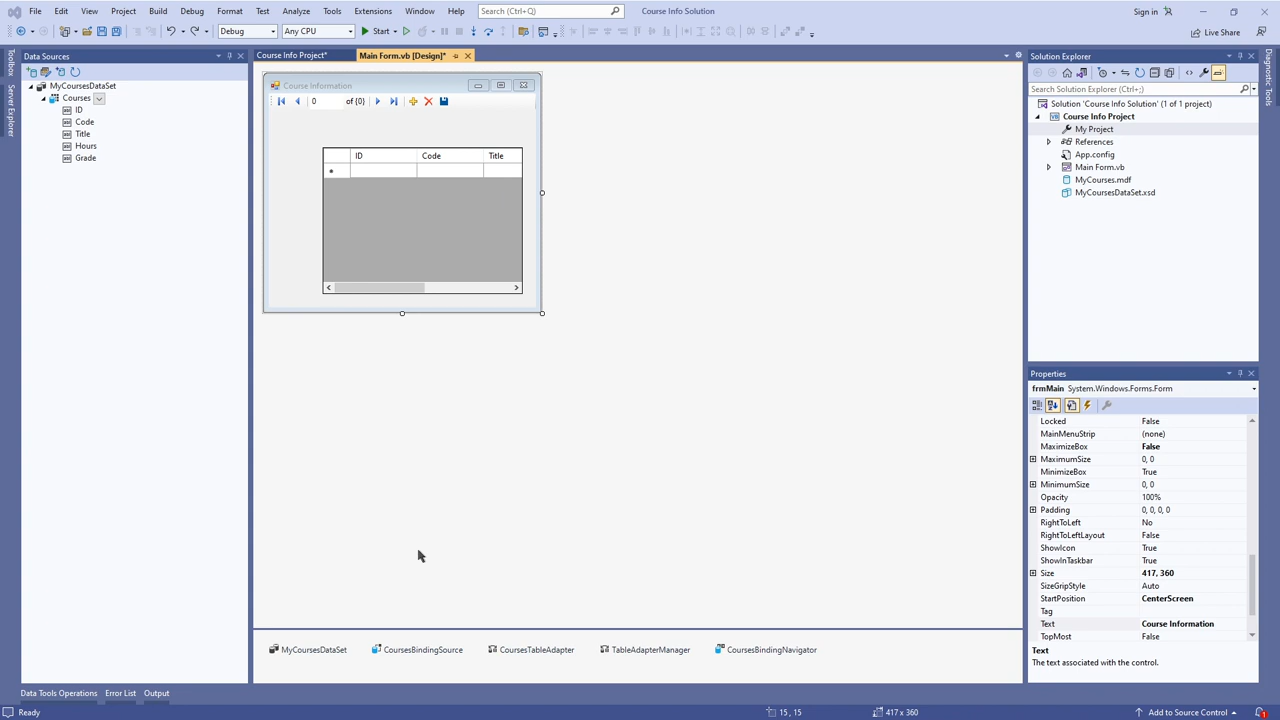 File Edit View Project Build Debug Format Test Analyze Tools Extensions Window Help Search (Ctrl+;) Course Info Solution Sign in
Debug Any CPU Start Live Share
Toolbox
Server Explorer
Data Sources
MyCoursesDataSet
Courses
ID
Code
Title
Hours
Grade
Course Info Project* Main Form.vb [Design]*
Course Information
0 of {0}
ID Code Title
*
MyCoursesDataSet CoursesBindingSource CoursesTableAdapter TableAdapterManager CoursesBindingNavigator
Solution Explorer
Search Solution Explorer (Ctrl+;)
Solution 'Course Info Solution' (1 of 1 project)
Course Info Project
My Project
References
App.config
Main Form.vb
MyCourses.mdf
MyCoursesDataSet.xsd
Diagnostic Tools
Properties
frmMain System.Windows.Forms.Form
Locked False
MainMenuStrip (none)
MaximizeBox False
MaximumSize 0, 0
MinimizeBox True
MinimumSize 0, 0
Opacity 100%
Padding 0, 0, 0, 0
RightToLeft No
RightToLeftLayout False
ShowIcon True
ShowInTaskbar True
Size 417, 360
SizeGripStyle Auto
StartPosition CenterScreen
Tag
Text Course Information
TopMost False
Text
The text associated with the control.
Data Tools Operations Error List Output
Ready 15, 15 417 x 360 Add to Source Control 1